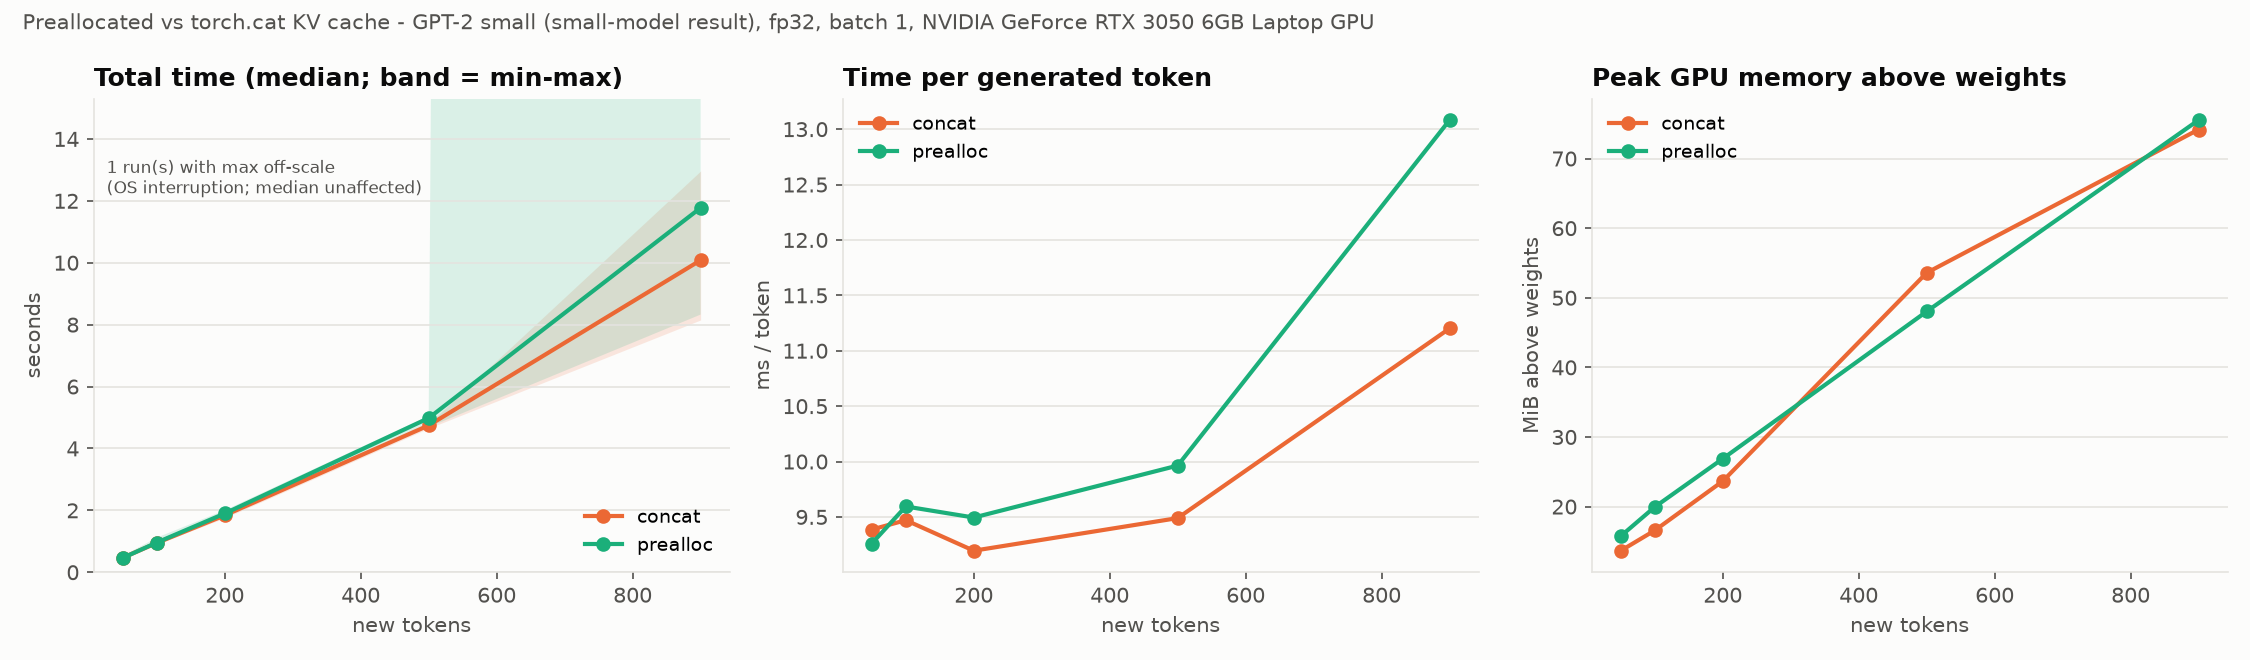 Preallocated vs torch.cat KV cache - GPT-2 small (small-model result), fp32, batch 1, NVIDIA GeForce RTX 3050 6GB Laptop GPU
Total time (median; band = min-max)
14
12
10
8
6
4
2
0
seconds
1 run(s) with max off-scale
(OS interruption; median unaffected)
concat
prealloc
200
400
600
800
new tokens
Time per generated token
concat
prealloc
13.0
12.5
12.0
11.5
11.0
10.5
10.0
9.5
ms / token
200
400
600
800
new tokens
Peak GPU memory above weights
concat
prealloc
70
60
50
40
30
20
MiB above weights
200
400
600
800
new tokens